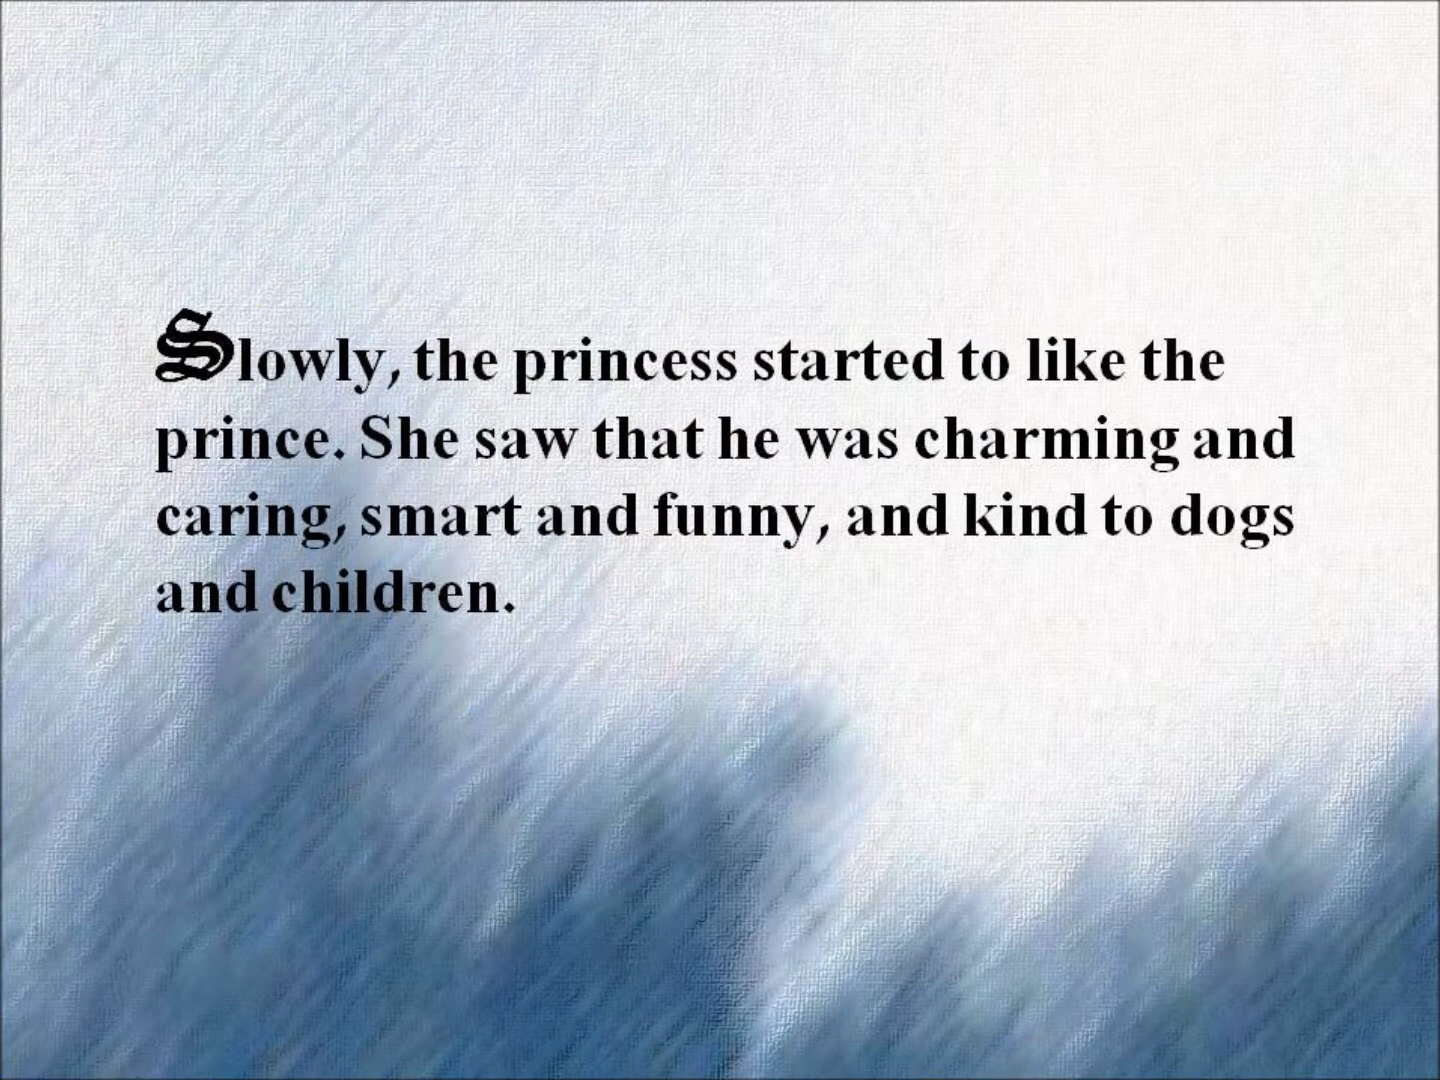 Slowly, the princess started to like the
prince. She saw that he was charming and
caring, smart and funny, and kind to dogs
and children.